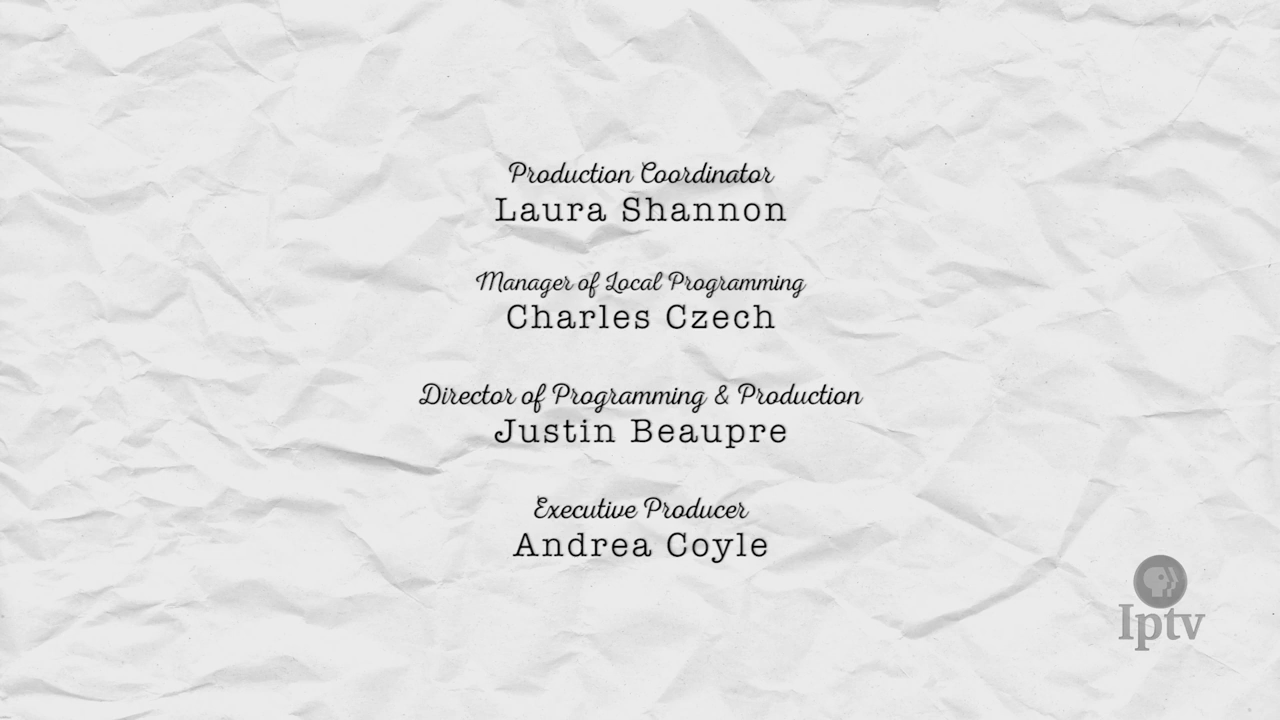 Production Coordinator
Laura Shannon
Manager of Local Programming
Charles Czech
Director of Programming & Production
Justin Beaupre
Executive Producer
Andrea Coyle
Iptv